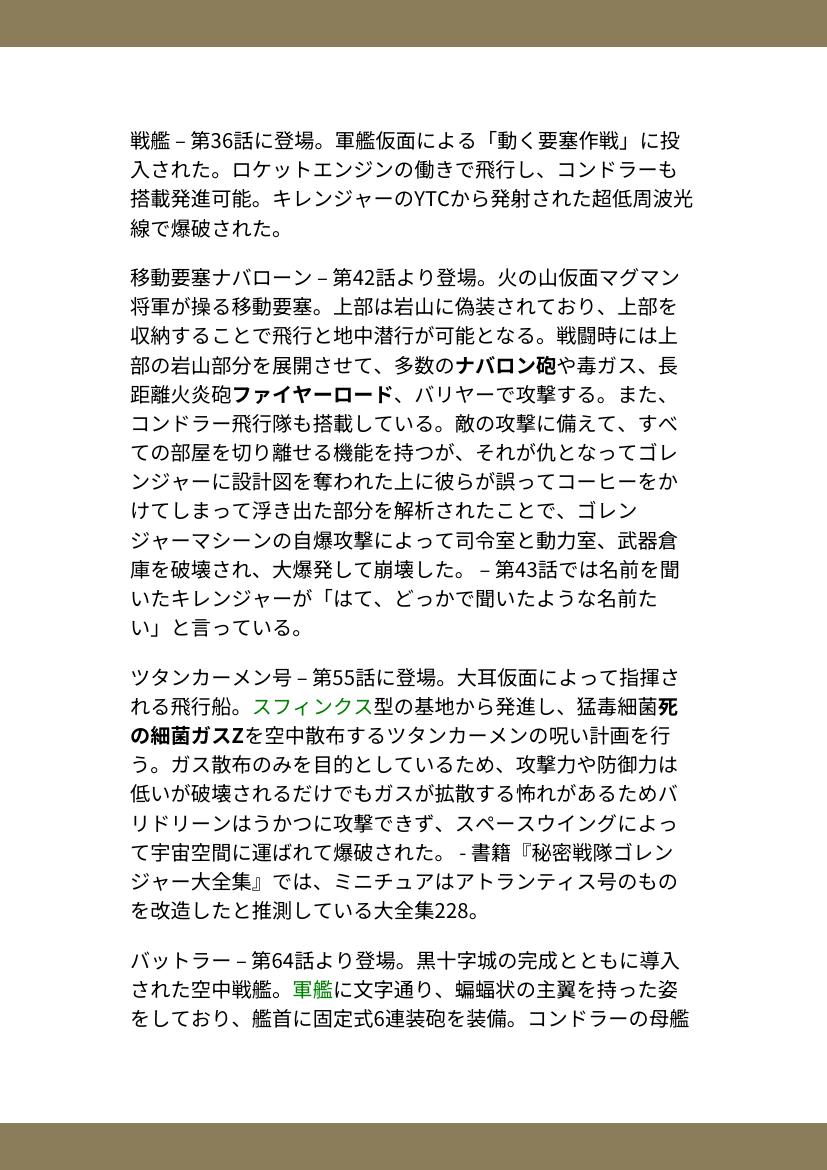 戦艦 – 第36話に登場。軍艦仮面による「動く要塞作戦」に投
入された。ロケットエンジンの働きで飛行し、コンドラーも
搭載発進可能。キレンジャーのYTCから発射された超低周波光
線で爆破された。
移動要塞ナバローン – 第42話より登場。火の山仮面マグマン
将軍が操る移動要塞。上部は岩山に偽装されており、上部を
収納することで飛行と地中潜行が可能となる。戦闘時には上
部の岩山部分を展開させて、多数のナバロン砲や毒ガス、長
距離火炎砲ファイヤーロード、バリヤーで攻撃する。また、
コンドラー飛行隊も搭載している。敵の攻撃に備えて、すべ
ての部屋を切り離せる機能を持つが、それが仇となってゴレ
ンジャーに設計図を奪われた上に彼らが誤ってコーヒーをか
けてしまって浮き出た部分を解析されたことで、ゴレン
ジャーマシーンの自爆攻撃によって司令室と動力室、武器倉
庫を破壊され、大爆発して崩壊した。 – 第43話では名前を聞
いたキレンジャーが「はて、どっかで聞いたような名前た
い」と言っている。
ツタンカーメン号 – 第55話に登場。大耳仮面によって指揮さ
れる飛行船。スフィンクス型の基地から発進し、猛毒細菌死
の細菌ガスZを空中散布するツタンカーメンの呪い計画を行
う。ガス散布のみを目的としているため、攻撃力や防御力は
低いが破壊されるだけでもガスが拡散する怖れがあるためバ
リドリーンはうかつに攻撃できず、スペースウイングによっ
て宇宙空間に運ばれて爆破された。 - 書籍『秘密戦隊ゴレン
ジャー大全集』では、ミニチュアはアトランティス号のもの
を改造したと推測している大全集228。
バットラー – 第64話より登場。黒十字城の完成とともに導入
された空中戦艦。軍艦に文字通り、蝙蝠状の主翼を持った姿
をしており、艦首に固定式6連装砲を装備。コンドラーの母艦